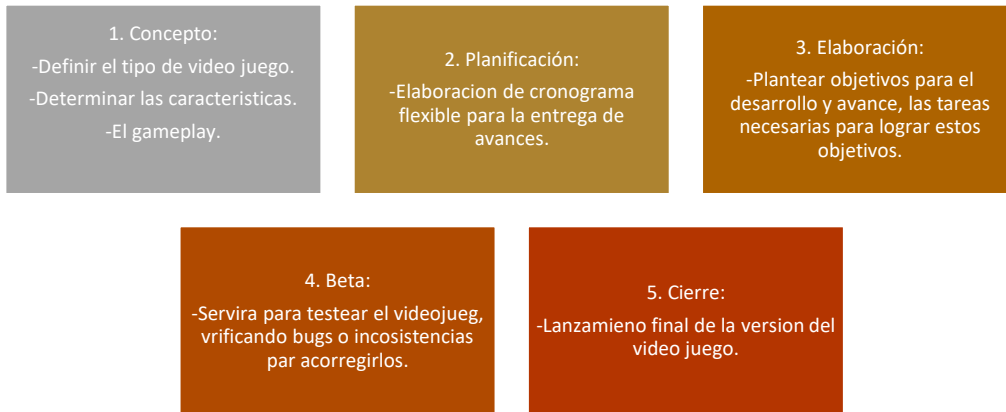 1. Concepto:
-Definir el tipo de video juego.
-Determinar las caracteristicas.
-El gameplay.
2. Planificación:
-Elaboracion de cronograma
flexible para la entrega de
avances.
3. Elaboración:
-Plantear objetivos para el
desarrollo y avance, las tareas
necesarias para lograr estos
objetivos.
4. Beta:
-Servira para testear el videojueg,
vrificando bugs o incosistencias
par acorregirlos.
5. Cierre:
-Lanzamieno final de la version del
video juego.